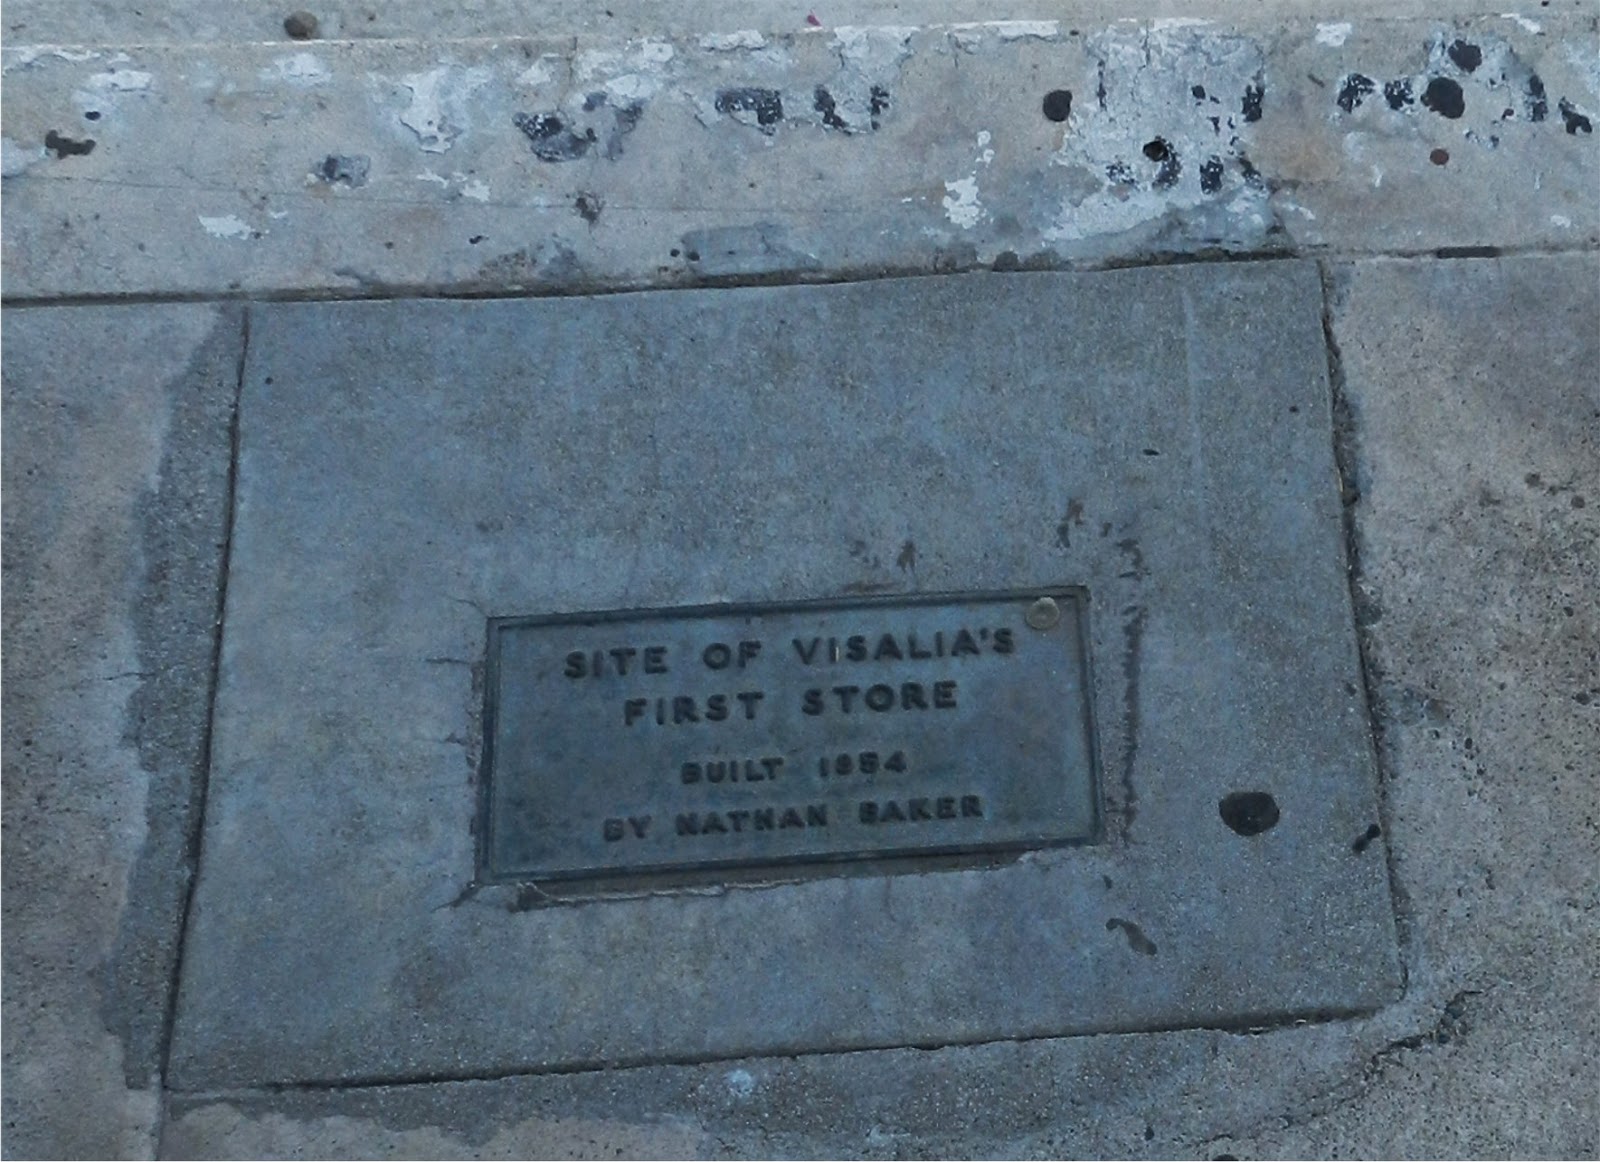 SITE OF VISALIA'S
FIRST STORE
BUILT 1854
BY NATHAN BAKER